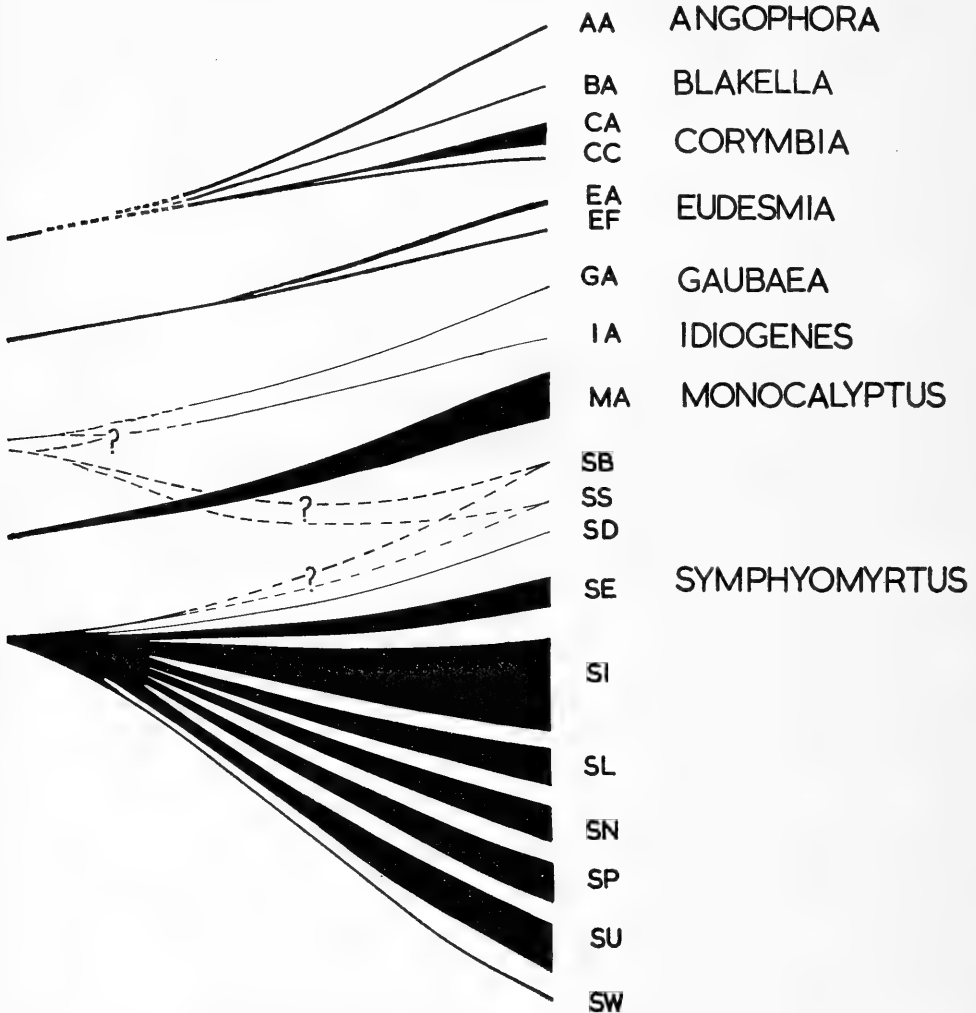 AA ANGOPHORA
BA BLAKELLA
CA
CC CORYMBIA
EA
EF EUDESMIA
GA GAUBAEA
IA IDIOGENES
MA MONOCALYPTUS
?
SB
?
SS
SD
?
SE SYMPHYOMYRTUS
SI
SL
SN
SP
SU
SW